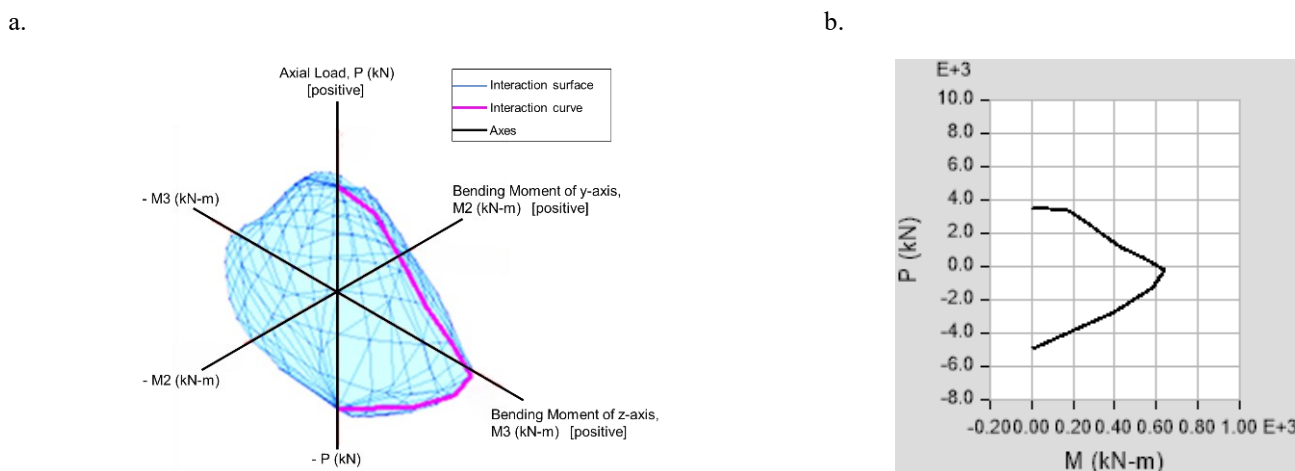 a.
Axial Load, P (kN)
[positive]
Interaction surface
Interaction curve
Axes
- M3 (kN-m)
Bending Moment of y-axis,
M2 (kN-m) [positive]
- M2 (kN-m)
Bending Moment of z-axis,
M3 (kN-m) [positive]
- P (kN)
b.
E+3
10.0
8.0
6.0
4.0
2.0
0.0
-2.0
-4.0
-6.0
-8.0
P (kN)
-0.20 0.00 0.20 0.40 0.60 0.80 1.00 E+3
M (kN-m)